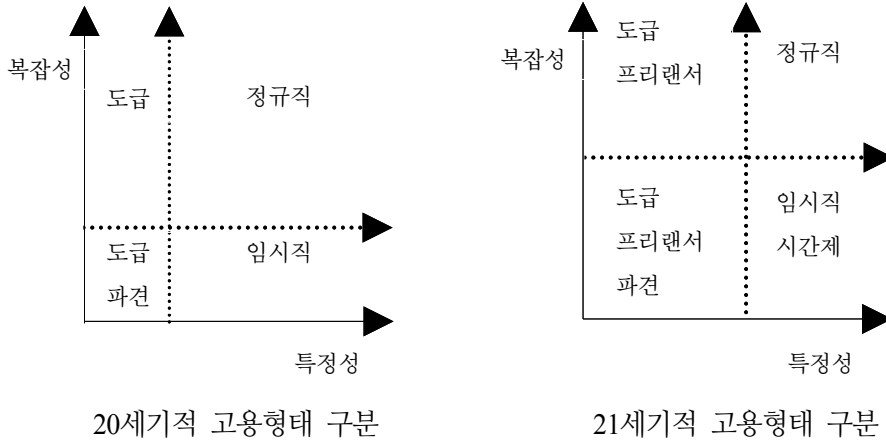 복잡성
도급
정규직
도급
파견
임시직
특정성
20세기적 고용형태 구분
복잡성
도급
프리랜서
정규직
도급
프리랜서
파견
임시직
시간제
특정성
21세기적 고용형태 구분